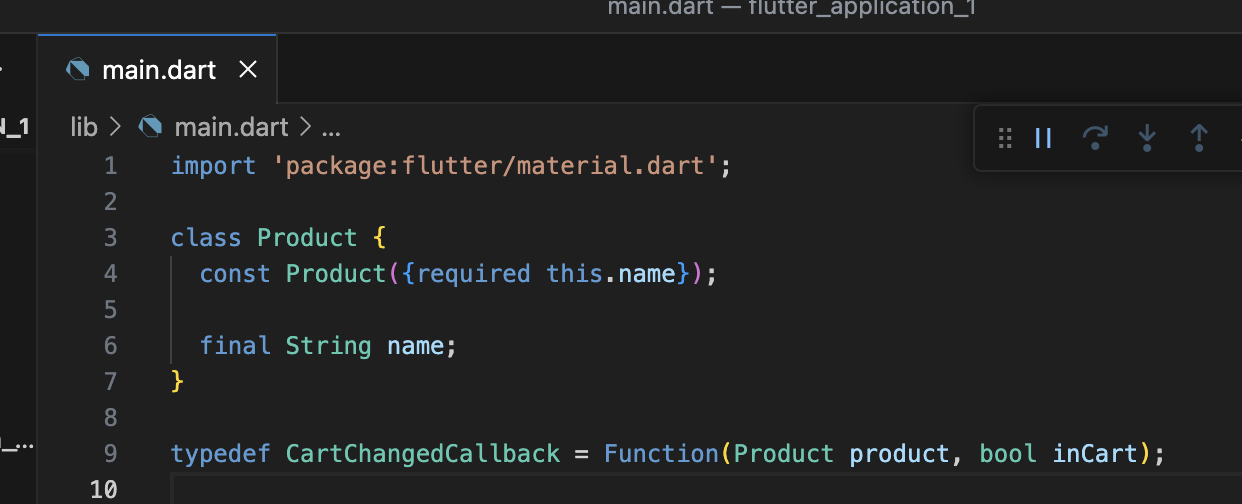 main.dart — flutter_application_1
main.dart
N_1
lib > main.dart > ...
1 import 'package:flutter/material.dart';
2
3 class Product {
4 const Product({required this.name});
5
6 final String name;
7 }
8
9 typedef CartChangedCallback = Function(Product product, bool inCart);
10